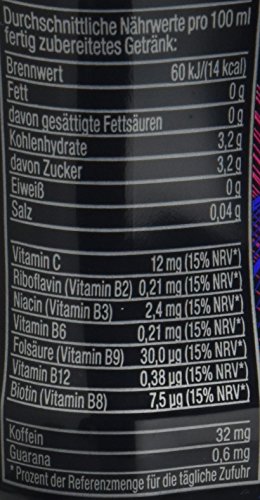 Durchschnittliche Nährwerte pro 100 ml
fertig zubereitetes Getränk:
Brennwert 60 kJ/(14 kcal)
Fett 0 g
davon gesättigte Fettsäuren 0 g
Kohlenhydrate 3,2 g
davon Zucker 3,2 g
Eiweiß 0 g
Salz 0,04 g
Vitamin C 12 mg (15% NRV*)
Riboflavin (Vitamin B2) 0,21 mg (15% NRV*)
Niacin (Vitamin B3) 2,4 mg (15% NRV*)
Vitamin B6 0,21 mg (15% NRV*)
Folsäure (Vitamin B9) 30,0 µg (15% NRV*)
Vitamin B12 0,38 µg (15% NRV*)
Biotin (Vitamin B8) 7,5 µg (15% NRV*)
Koffein 32 mg
Guarana 0,6 mg
* Prozent der Referenzmenge für die tägliche Zufuhr